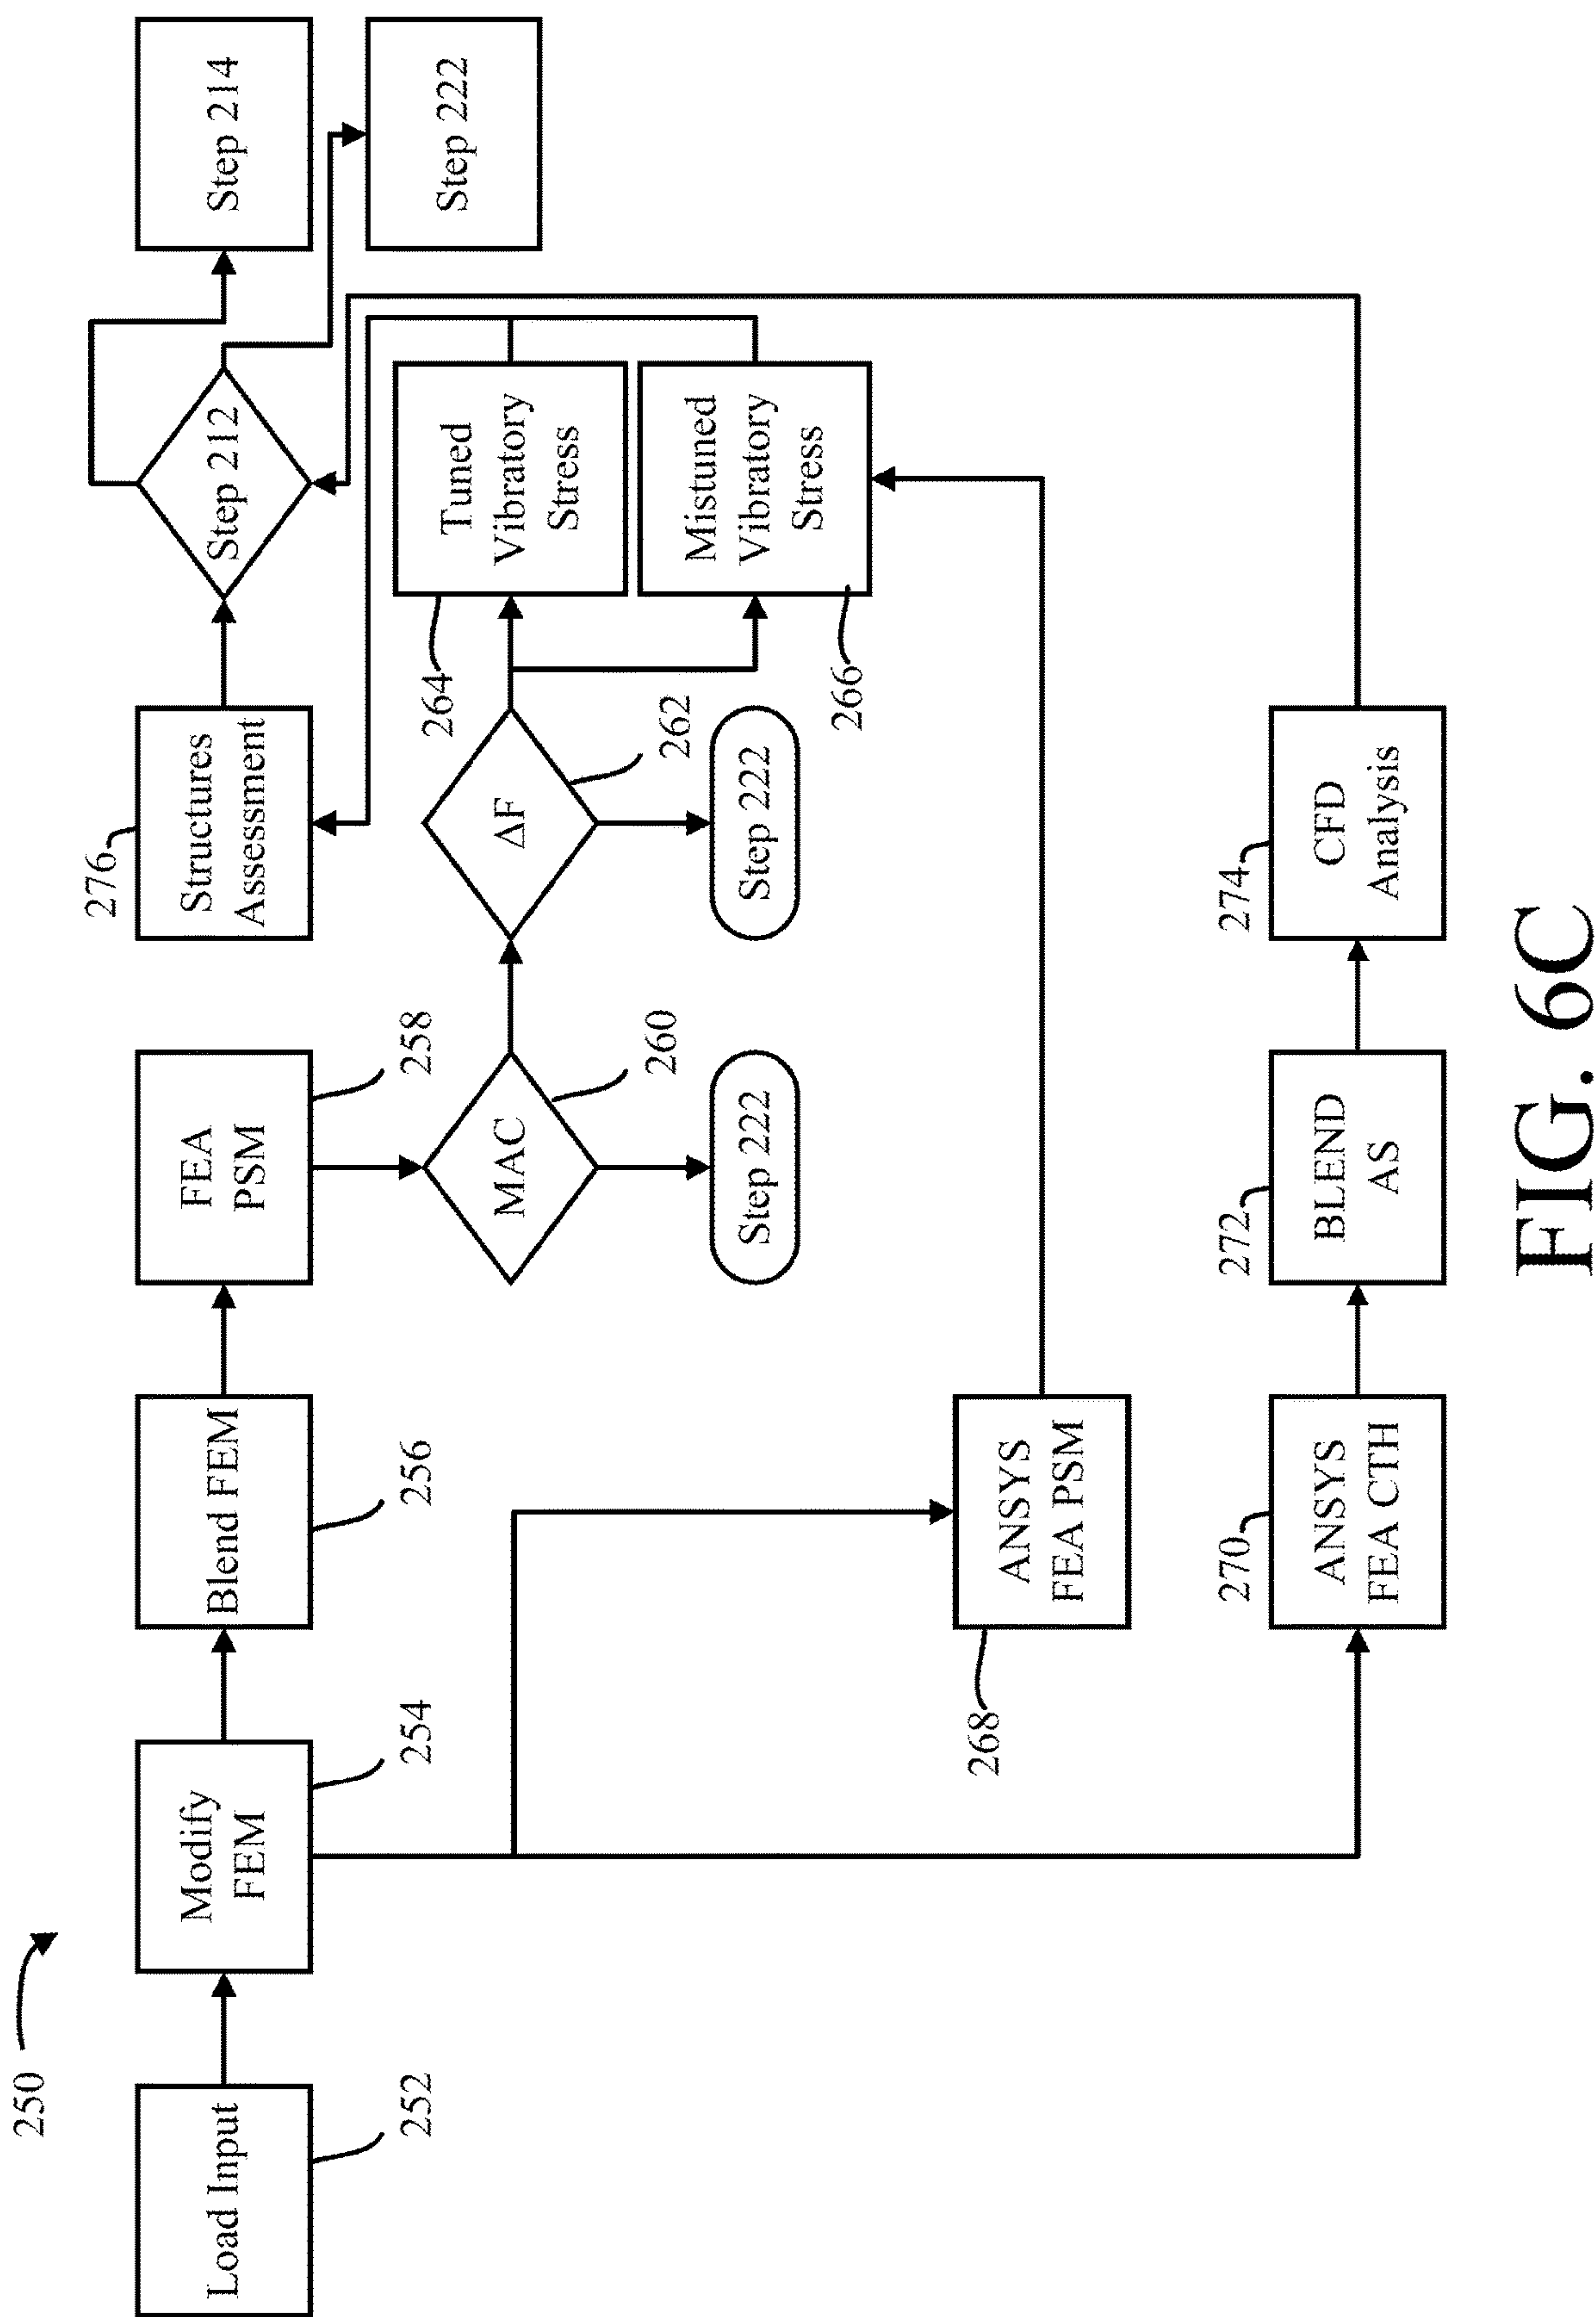 250
Load Input
252
Modify
FEM
254
Blend FEM
256
FEA
PSM
258
MAC
260
Step 222
ΔF
262
Step 222
Tuned
Vibratory
Stress
264
Mistuned
Vibratory
Stress
266
Structures
Assessment
276
Step 212
Step 214
Step 222
ANSYS
FEA PSM
268
ANSYS
FEA CTH
270
BLEND
AS
272
CFD
Analysis
274
FIG. 6C